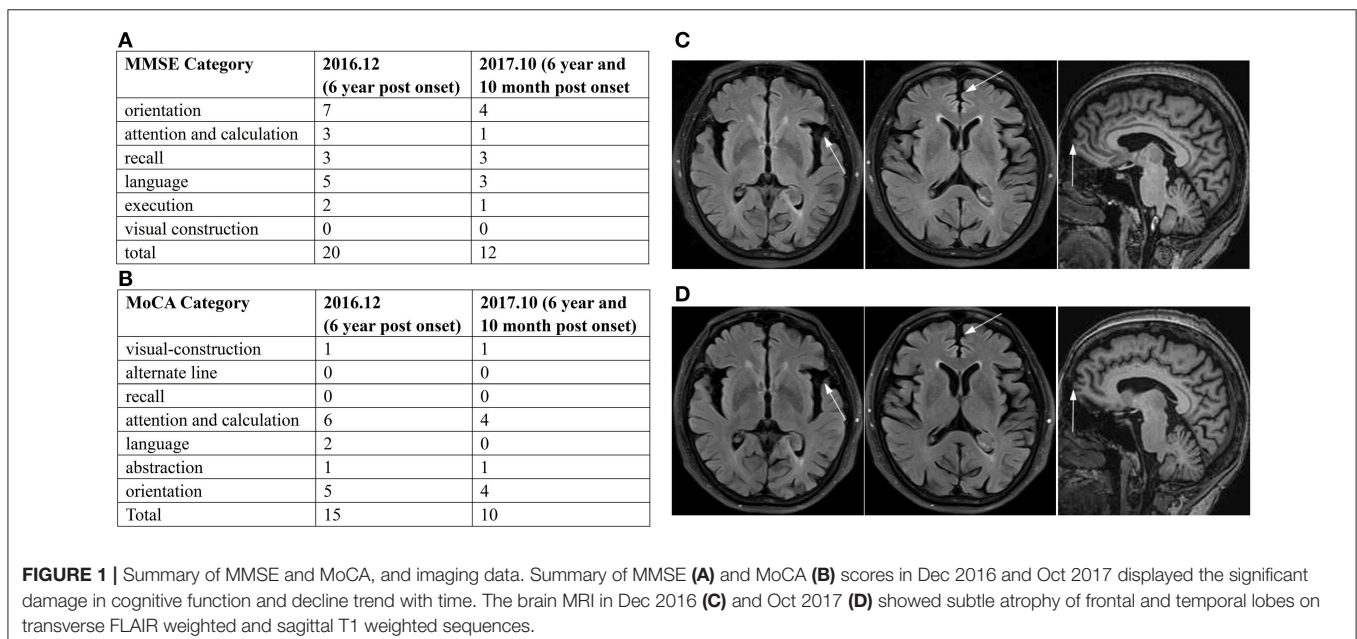 A
MMSE Category 2016.12 (6 year post onset) 2017.10 (6 year and 10 month post onset
orientation 7 4
attention and calculation 3 1
recall 3 3
language 5 3
execution 2 1
visual construction 0 0
total 20 12
B
MoCA Category 2016.12 (6 year post onset) 2017.10 (6 year and 10 month post onset)
visual-construction 1 1
alternate line 0 0
recall 0 0
attention and calculation 6 4
language 2 0
abstraction 1 1
orientation 5 4
Total 15 10
C
D
FIGURE 1 | Summary of MMSE and MoCA, and imaging data. Summary of MMSE (A) and MoCA (B) scores in Dec 2016 and Oct 2017 displayed the significant
damage in cognitive function and decline trend with time. The brain MRI in Dec 2016 (C) and Oct 2017 (D) showed subtle atrophy of frontal and temporal lobes on
transverse FLAIR weighted and sagittal T1 weighted sequences.